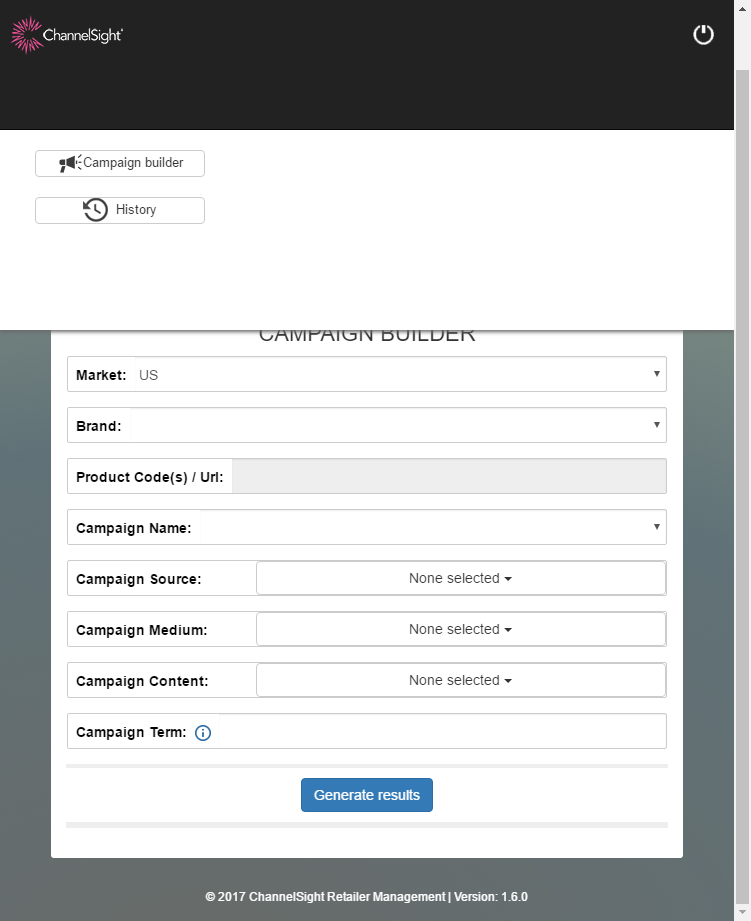 ChannelSight
Campaign builder
History
CAMPAIGN BUILDER
Market: US
Brand:
Product Code(s) / Url:
Campaign Name:
Campaign Source: None selected
Campaign Medium: None selected
Campaign Content: None selected
Campaign Term:
Generate results
© 2017 ChannelSight Retailer Management | Version: 1.6.0